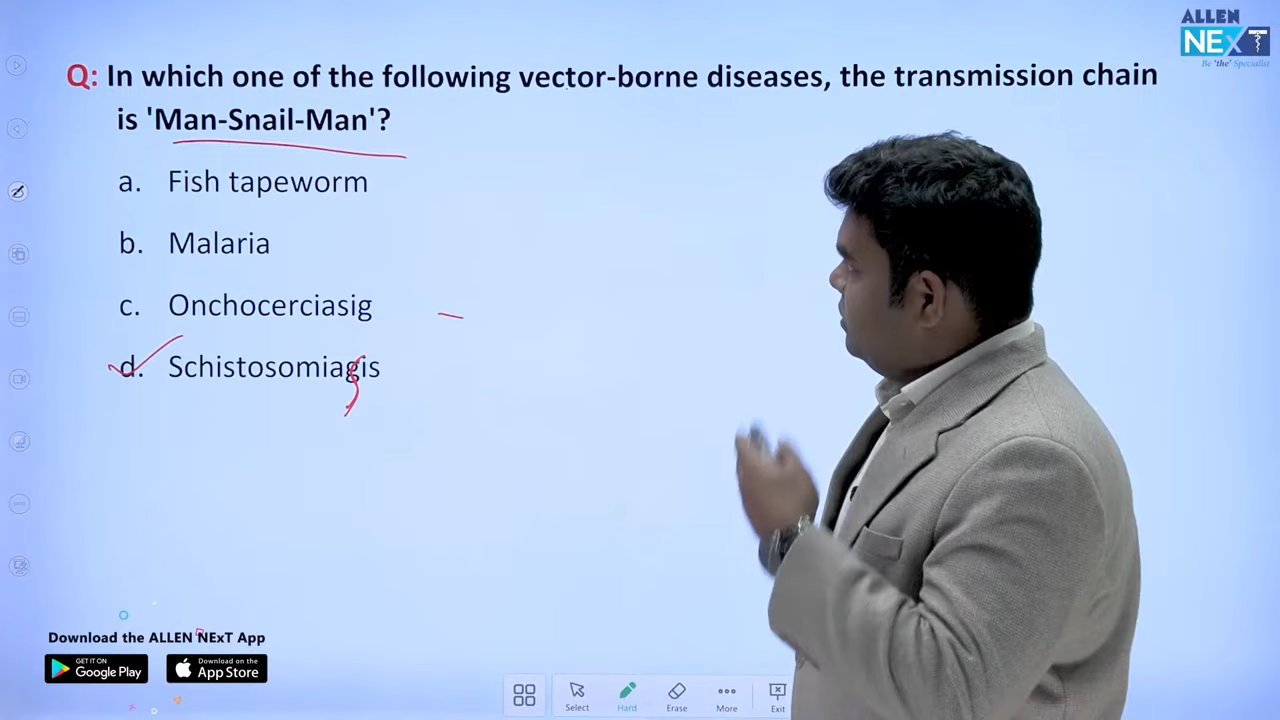 ALLEN
NExT
Be 'the' Specialist
Q: In which one of the following vector-borne diseases, the transmission chain
is 'Man-Snail-Man'?
a. Fish tapeworm
b. Malaria
c. Onchocerciasig
d. Schistosomiagis
Download the ALLEN NExT App
GET IT ON
Google Play
Download on the
App Store
Select
Hard
Erase
More
Exit